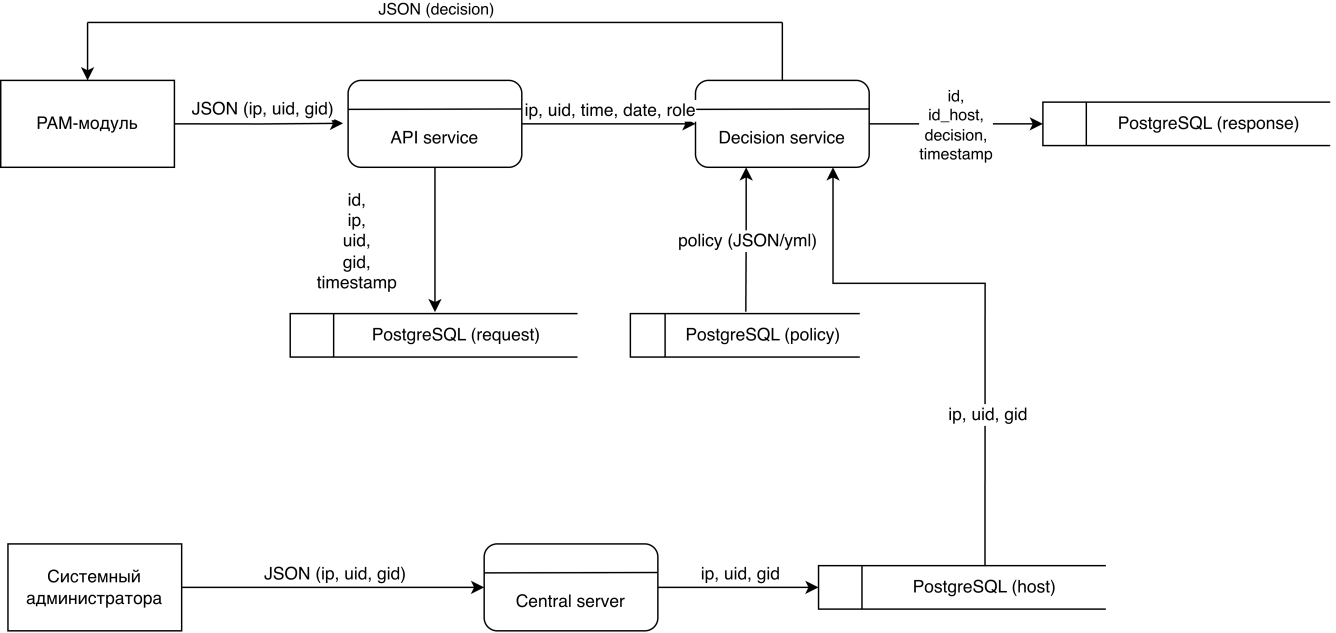 JSON (decision)
PAM-модуль
JSON (ip, uid, gid)
API service
ip, uid, time, date, role
Decision service
id,
id_host,
decision,
timestamp
PostgreSQL (response)
id,
ip,
uid,
gid,
timestamp
policy (JSON/yml)
PostgreSQL (request)
PostgreSQL (policy)
ip, uid, gid
Системный
администратора
JSON (ip, uid, gid)
Central server
ip, uid, gid
PostgreSQL (host)